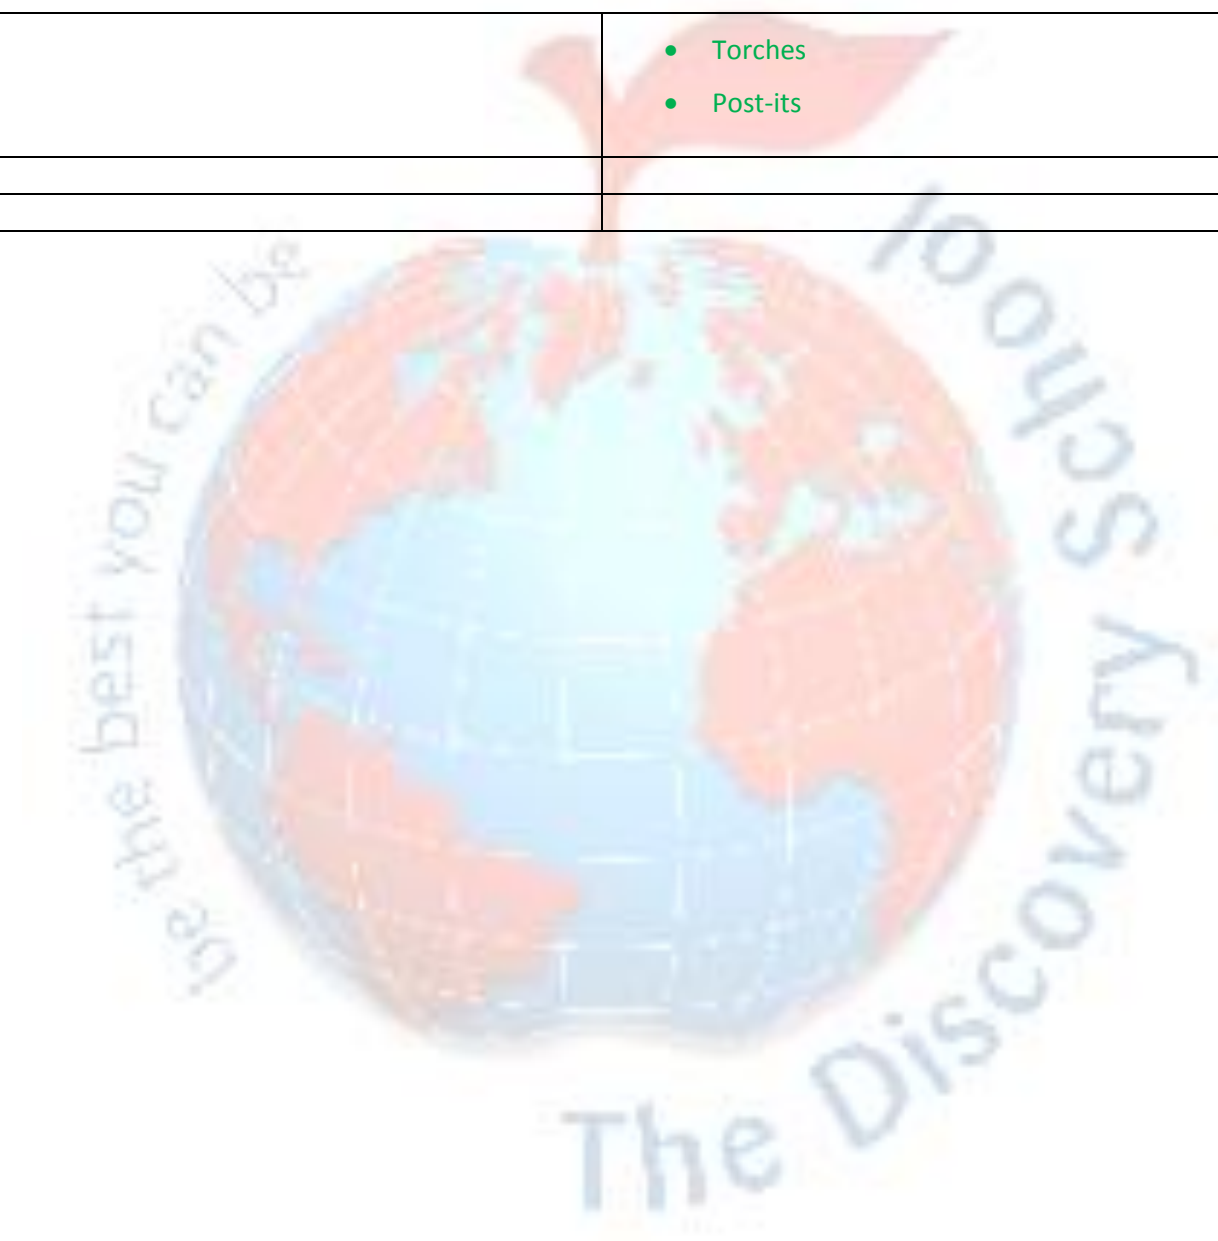 • Torches
• Post-its
be the best you can be
The Discovery School